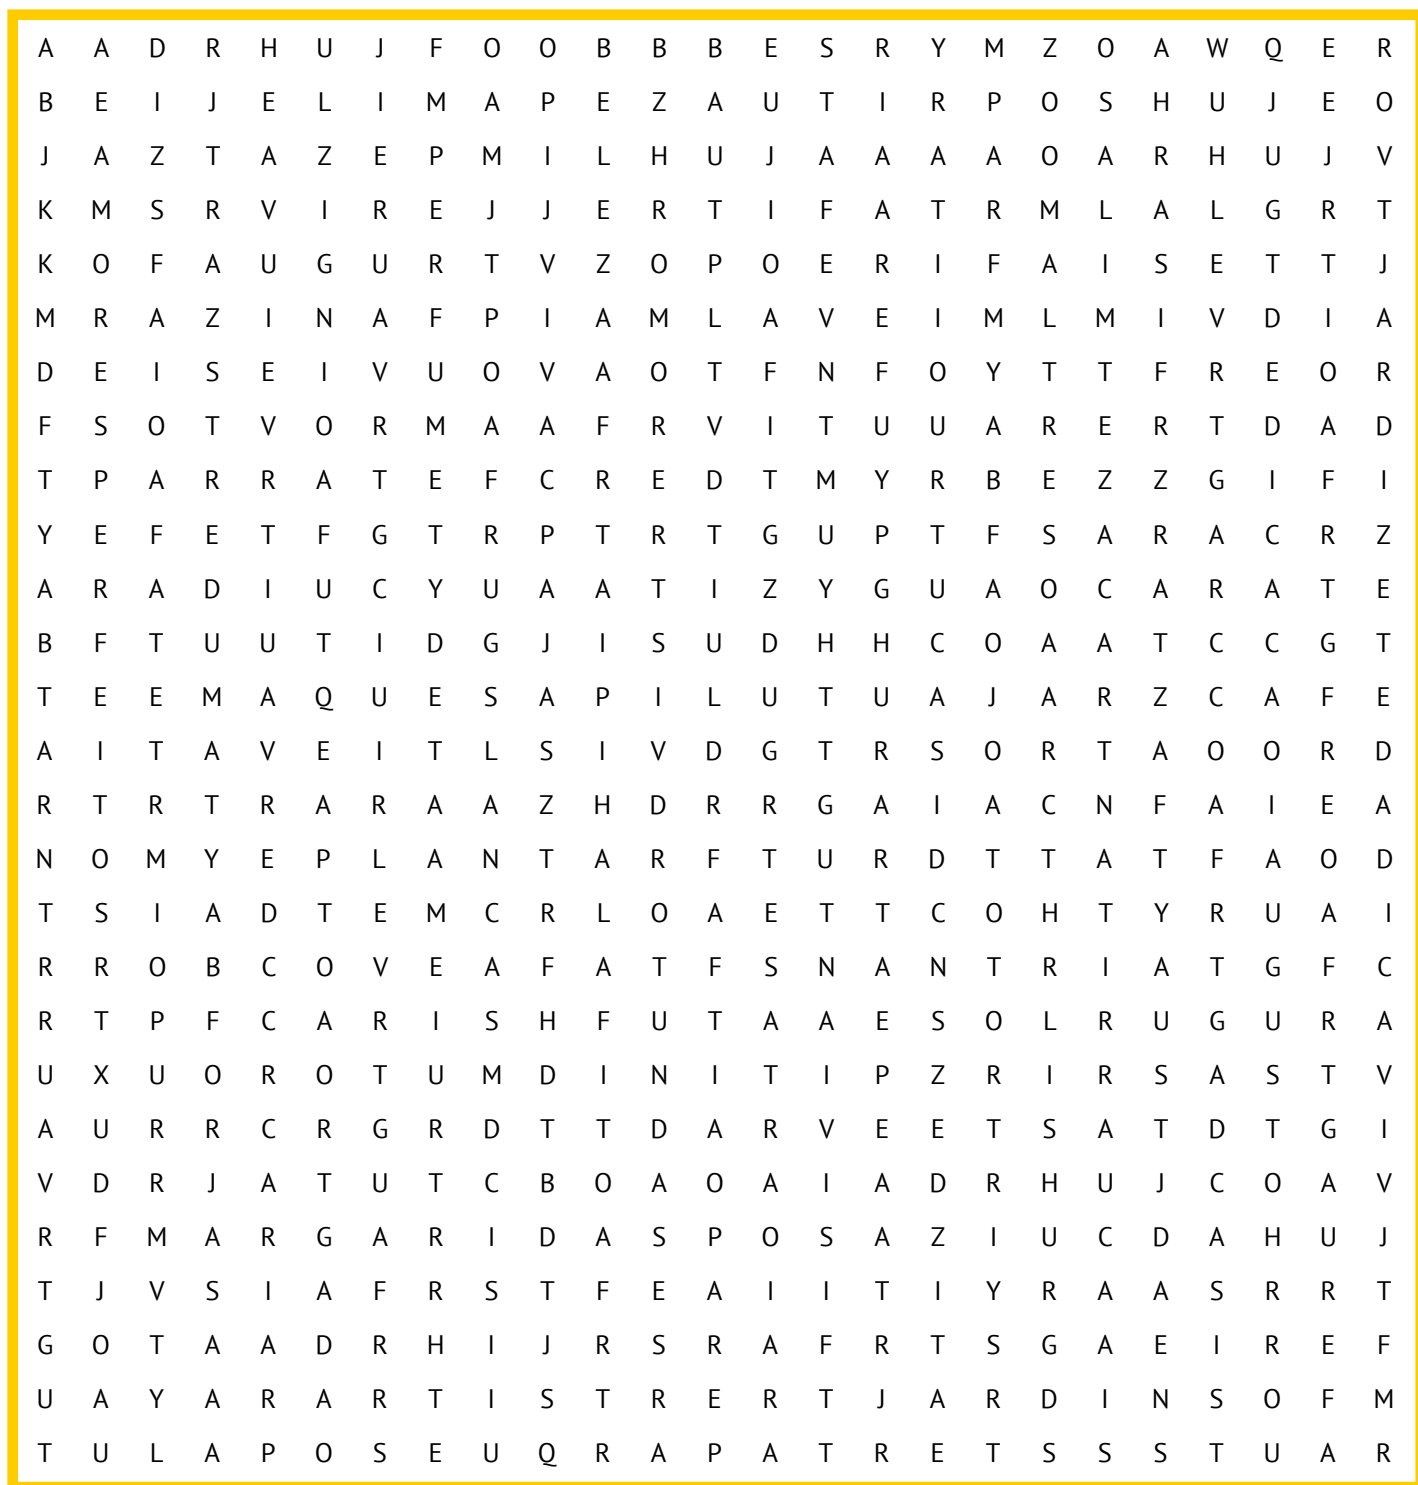 A A D R H U J F O O B B B E S R Y M Z O A W Q E R
B E I J E L I M A P E Z A U T I R P O S H U J E O
J A Z T A Z E P M I L H U J A A A A O A R H U J V
K M S R V I R E J J E R T I F A T R M L A L G R T
K O F A U G U R T V Z O P O E R I F A I S E T T J
M R A Z I N A F P I A M L A V E I M L M I V D I A
D E I S E I V U O V A O T F N F O Y T T F R E O R
F S O T V O R M A A F R V I T U U A R E R T D A D
T P A R R A T E F C R E D T M Y R B E Z Z G I F I
Y E F E T F G T R P T R T G U P T F S A R A C R Z
A R A D I U C Y U A A T I Z Y G U A O C A R A T E
B F T U U T I D G J I S U D H H C O A A T C C G T
T E E M A Q U E S A P I L U T U A J A R Z C A F E
A I T A V E I T L S I V D G T R S O R T A O O R D
R T R T R A R A A Z H D R R G A I A C N F A I E A
N O M Y E P L A N T A R F T U R D T T A T F A O D
T S I A D T E M C R L O A E T T C O H T Y R U A I
R R O B C O V E A F A T F S N A N T R I A T G F C
R T P F C A R I S H F U T A A E S O L R U G U R A
U X U O R O T U M D I N I T I P Z R I R S A S T V
A U R R C R G R D T T D A R V E E T S A T D T G I
V D R J A T U T C B O A O A I A D R H U J C O A V
R F M A R G A R I D A S P O S A Z I U C D A H U J
T J V S I A F R S T F E A I I T I Y R A A S R R T
G O T A A D R H I J R S R A F R T S G A E I R E F
U A Y A R A R T I S T R E R T J A R D I N S O F M
T U L A P O S E U Q R A P A T R E T S S S T U A R